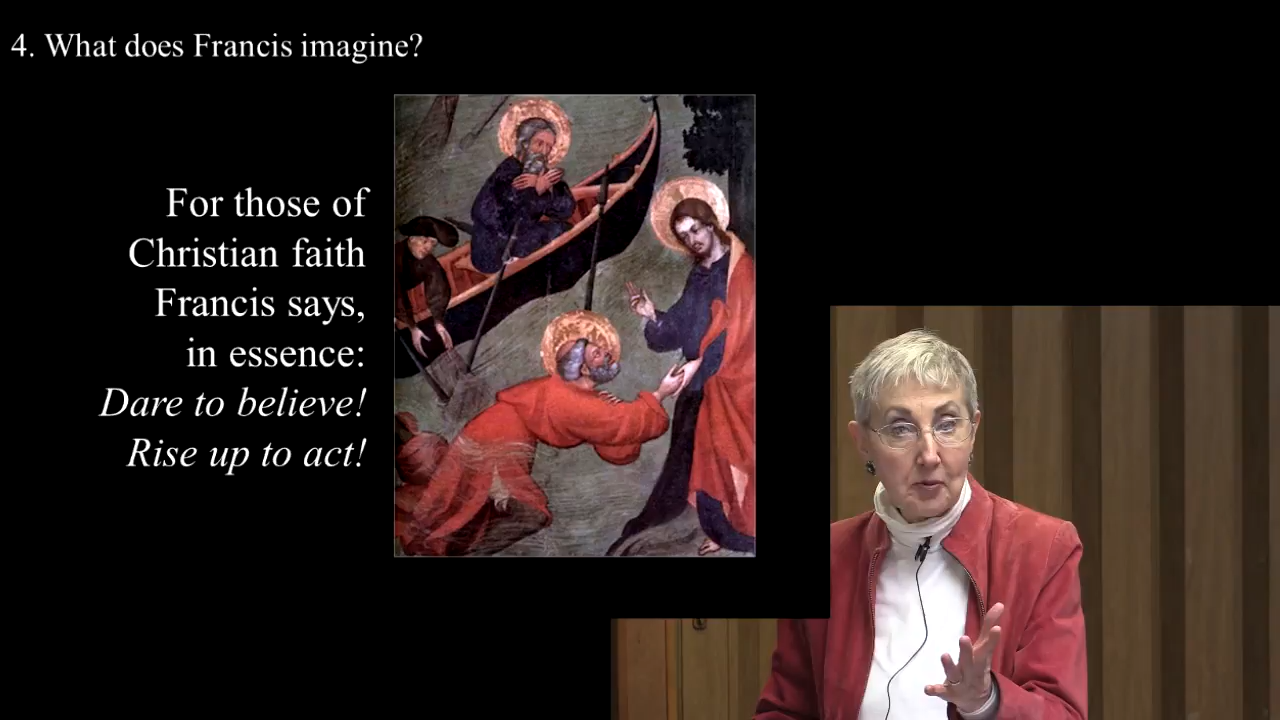 4. What does Francis imagine?
For those of
Christian faith
Francis says,
in essence:
Dare to believe!
Rise up to act!